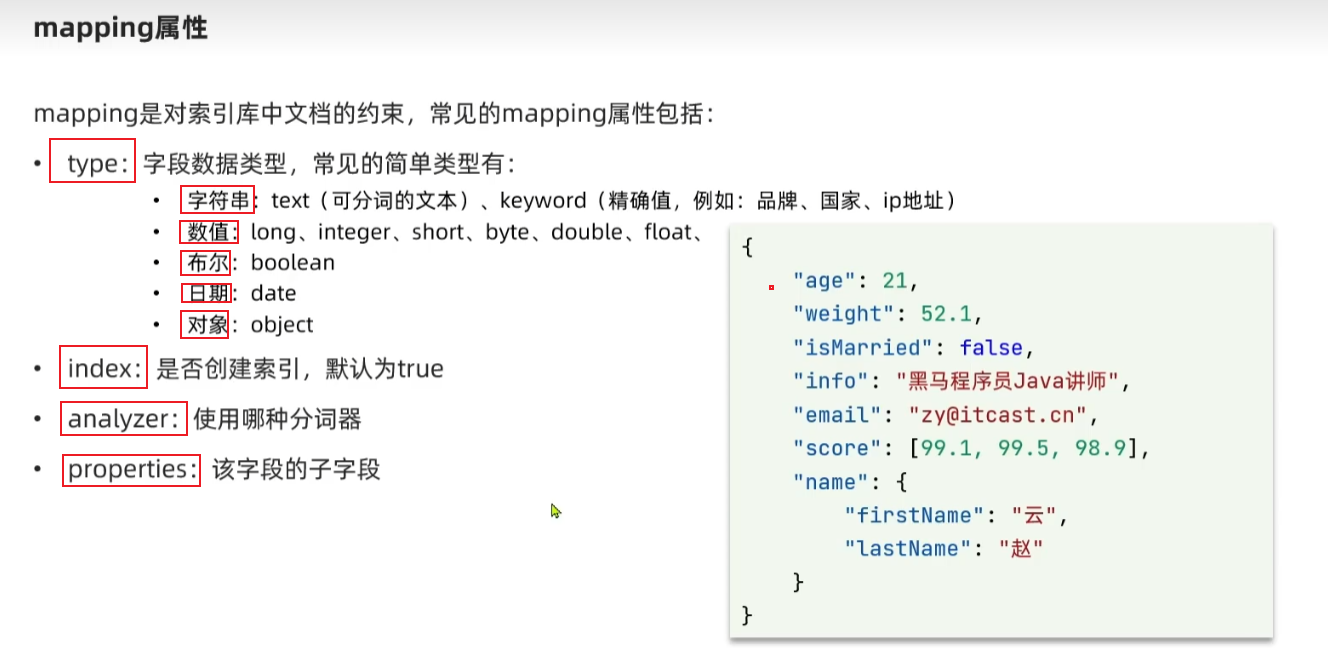 mapping属性
mapping是对索引库中文档的约束，常见的mapping属性包括：
• type：字段数据类型，常见的简单类型有：
• 字符串：text（可分词的文本）、keyword（精确值，例如：品牌、国家、ip地址）
• 数值：long、integer、short、byte、double、float、
• 布尔：boolean
• 日期：date
• 对象：object
• index：是否创建索引，默认为true
• analyzer：使用哪种分词器
• properties：该字段的子字段
{
"age": 21,
"weight": 52.1,
"isMarried": false,
"info": "黑马程序员Java讲师",
"email": "zy@itcast.cn",
"score": [99.1, 99.5, 98.9],
"name": {
"firstName": "云",
"lastName": "赵"
}
}